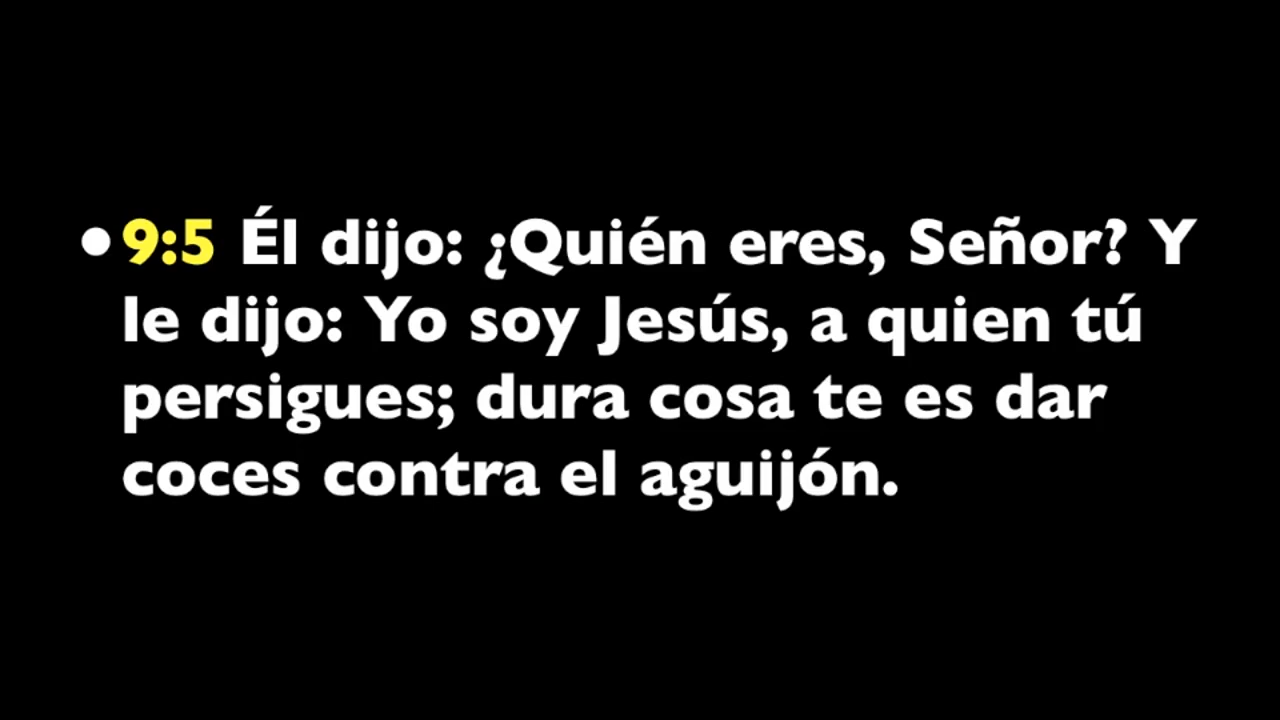 •9:5 Él dijo: ¿Quién eres, Señor? Y
le dijo: Yo soy Jesús, a quien tú
persigues; dura cosa te es dar
coces contra el aguijón.